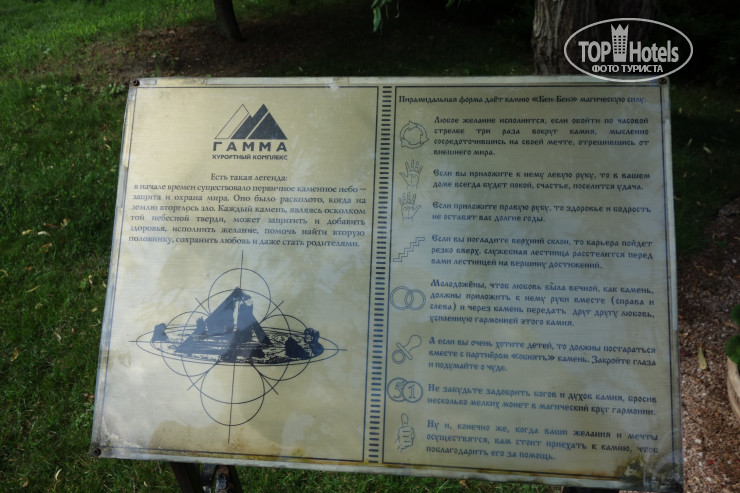 TOP Hotels
ФОТО ТУРИСТА
ГАММА
КУРОРТНЫЙ КОМПЛЕКС
Есть такая легенда:
в начале времен существовало первичное каменное небо –
защита и охрана мира. Оно было расколото, когда на
землю вторглось зло. Каждый камень, являясь осколком
той небесной тверди, может защитить и добавить
здоровья, исполнить желание, помочь найти вторую
половинку, сохранить любовь и даже стать родителями.
Пирамидальная форма даёт камню «Бен-Бен» магическую силу:
Любое желание исполнится, если обойти по часовой
стрелке три раза вокруг камня, мысленно
сосредоточившись на своей мечте, отрешившись от
внешнего мира.
Если вы приложите к нему левую руку, то в вашем
доме всегда будет покой, счастье, поселится удача.
Если приложите правую руку, то здоровье и бодрость
не оставят вас долгие годы.
Если вы погладите верхний склон, то карьера пойдет
резко вверх, служебная лестница расстелится перед
вами лестницей на вершину достижений.
Молодожёны, чтоб любовь была вечной, как камень,
должны приложить к нему руки вместе (справа и
слева) и через камень передать друг другу любовь,
усиленную гармонией этого камня.
А если вы очень хотите детей, то должны постараться
вместе с партнёром «обнять» камень. Закройте глаза
и подумайте о чуде.
5 1
Не забудьте задобрить богов и духов камня, бросив
несколько мелких монет в магический круг гармонии.
Ну и, конечно же, когда ваши желания и мечты
осуществятся, вам стоит приехать к камню, чтоб
поблагодарить его за помощь.